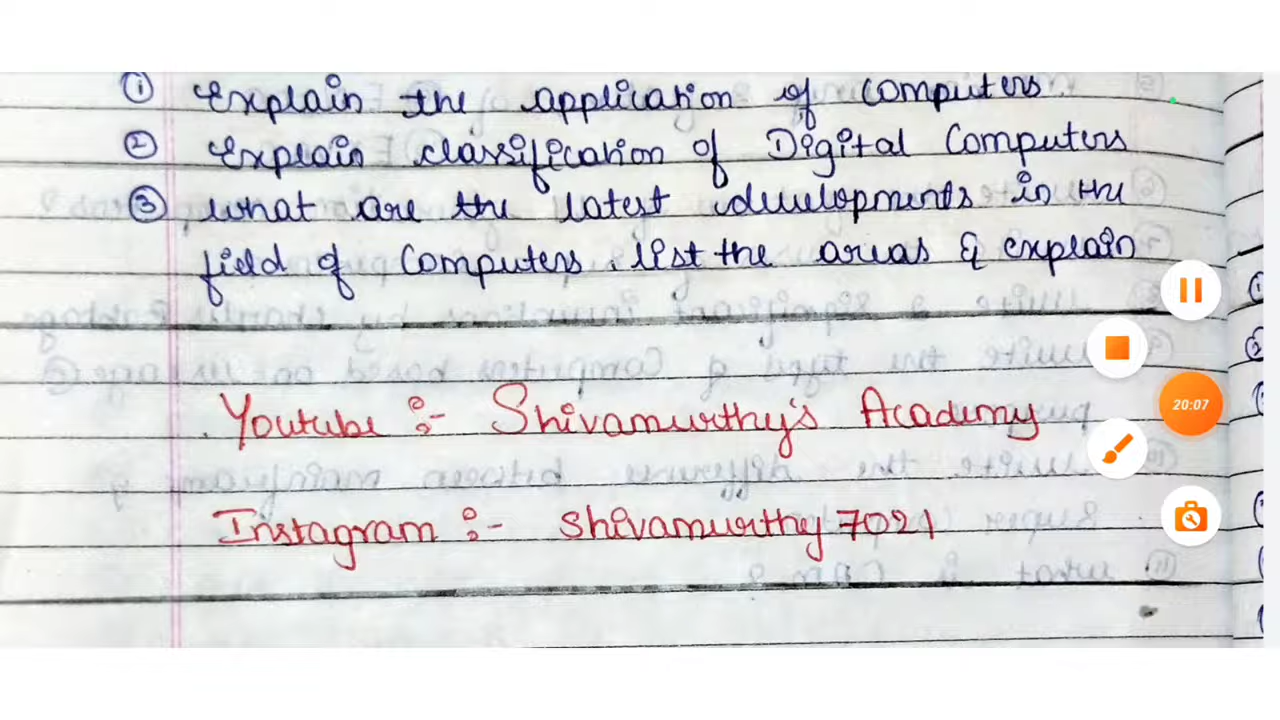 ① Explain the application of Computers
② Explain classification of Digital Computers
③ what are the latest developments in the
field of Computers. list the areas & explain
Youtube :- Shivamurthy's Academy
Instagram :- shivamurthy7021
20:07